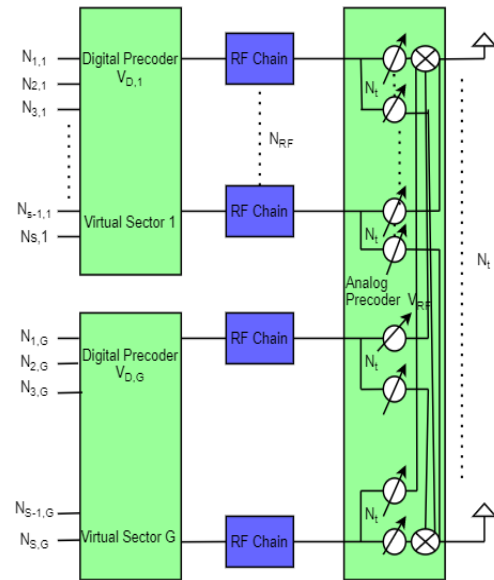 N1,1
N2,1
N3,1
Ns-1,1
Ns,1
Digital Precoder
VD,1
Virtual Sector 1
RF Chain
NRF
RF Chain
Nt
Nt
Analog
Precoder VRF
Nt
N1,G
N2,G
N3,G
NS-1,G
NS,G
Digital Precoder
VD,G
Virtual Sector G
RF Chain
RF Chain
Nt
Nt